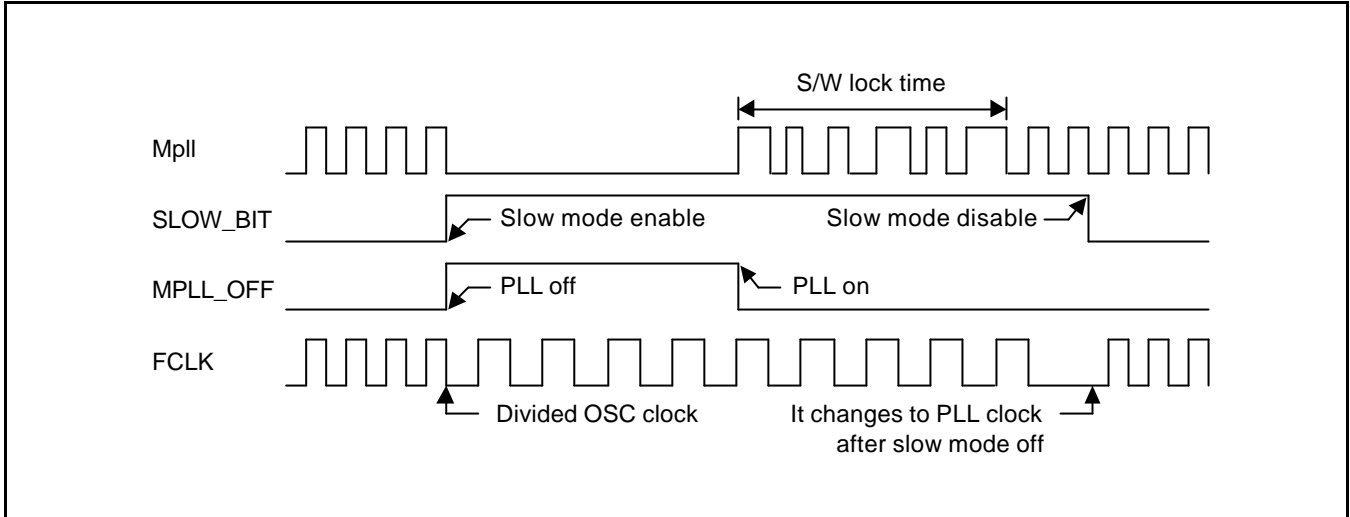 S/W lock time
Mpll
SLOW_BIT
Slow mode enable
Slow mode disable
MPLL_OFF
PLL off
PLL on
FCLK
Divided OSC clock
It changes to PLL clock
after slow mode off